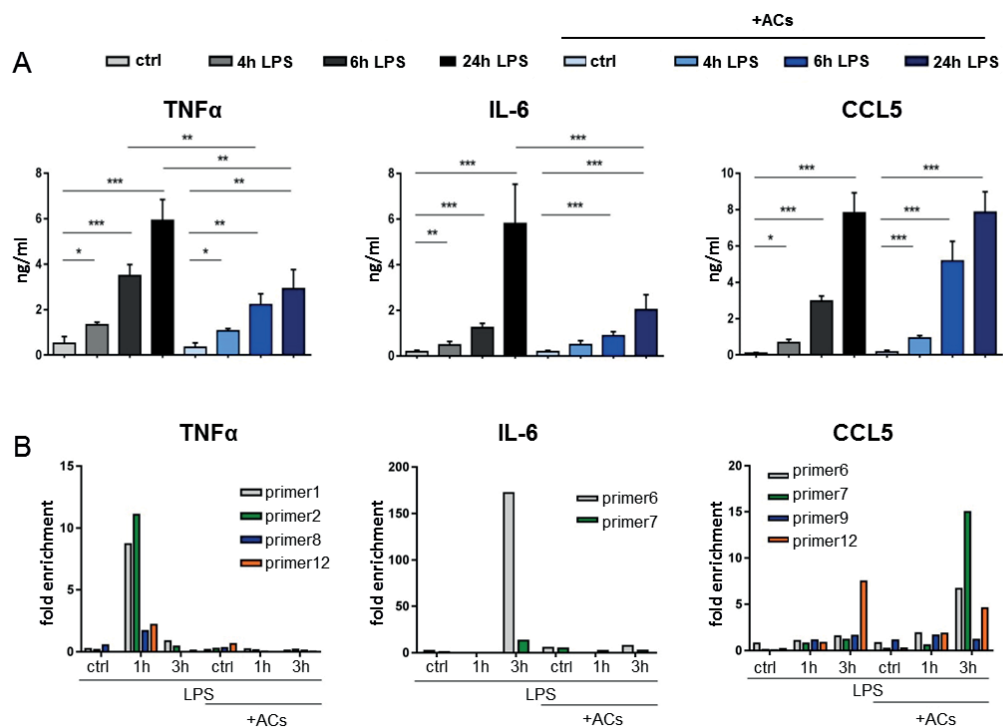 +ACs
A
ctrl 4h LPS 6h LPS 24h LPS ctrl 4h LPS 6h LPS 24h LPS
TNFα IL-6 CCL5
** *** 
** *** *** ***
*** ** *** *** *** ***
*** ** *** *** *** ***
* * ** * ***
ng/ml ng/ml ng/ml
8 8 10
6 6 8
4 4 6
2 2 4
0 0 2
0
B
TNFα IL-6 CCL5
fold enrichment
15
10
5
0
primer1
primer2
primer8
primer12
ctrl 1h 3h ctrl 1h 3h
LPS
+ACs
fold enrichment
200
150
100
50
0
primer6
primer7
ctrl 1h 3h ctrl 1h 3h
LPS
+ACs
fold enrichment
20
15
10
5
0
primer6
primer7
primer9
primer12
ctrl 1h 3h ctrl 1h 3h
LPS
+ACs